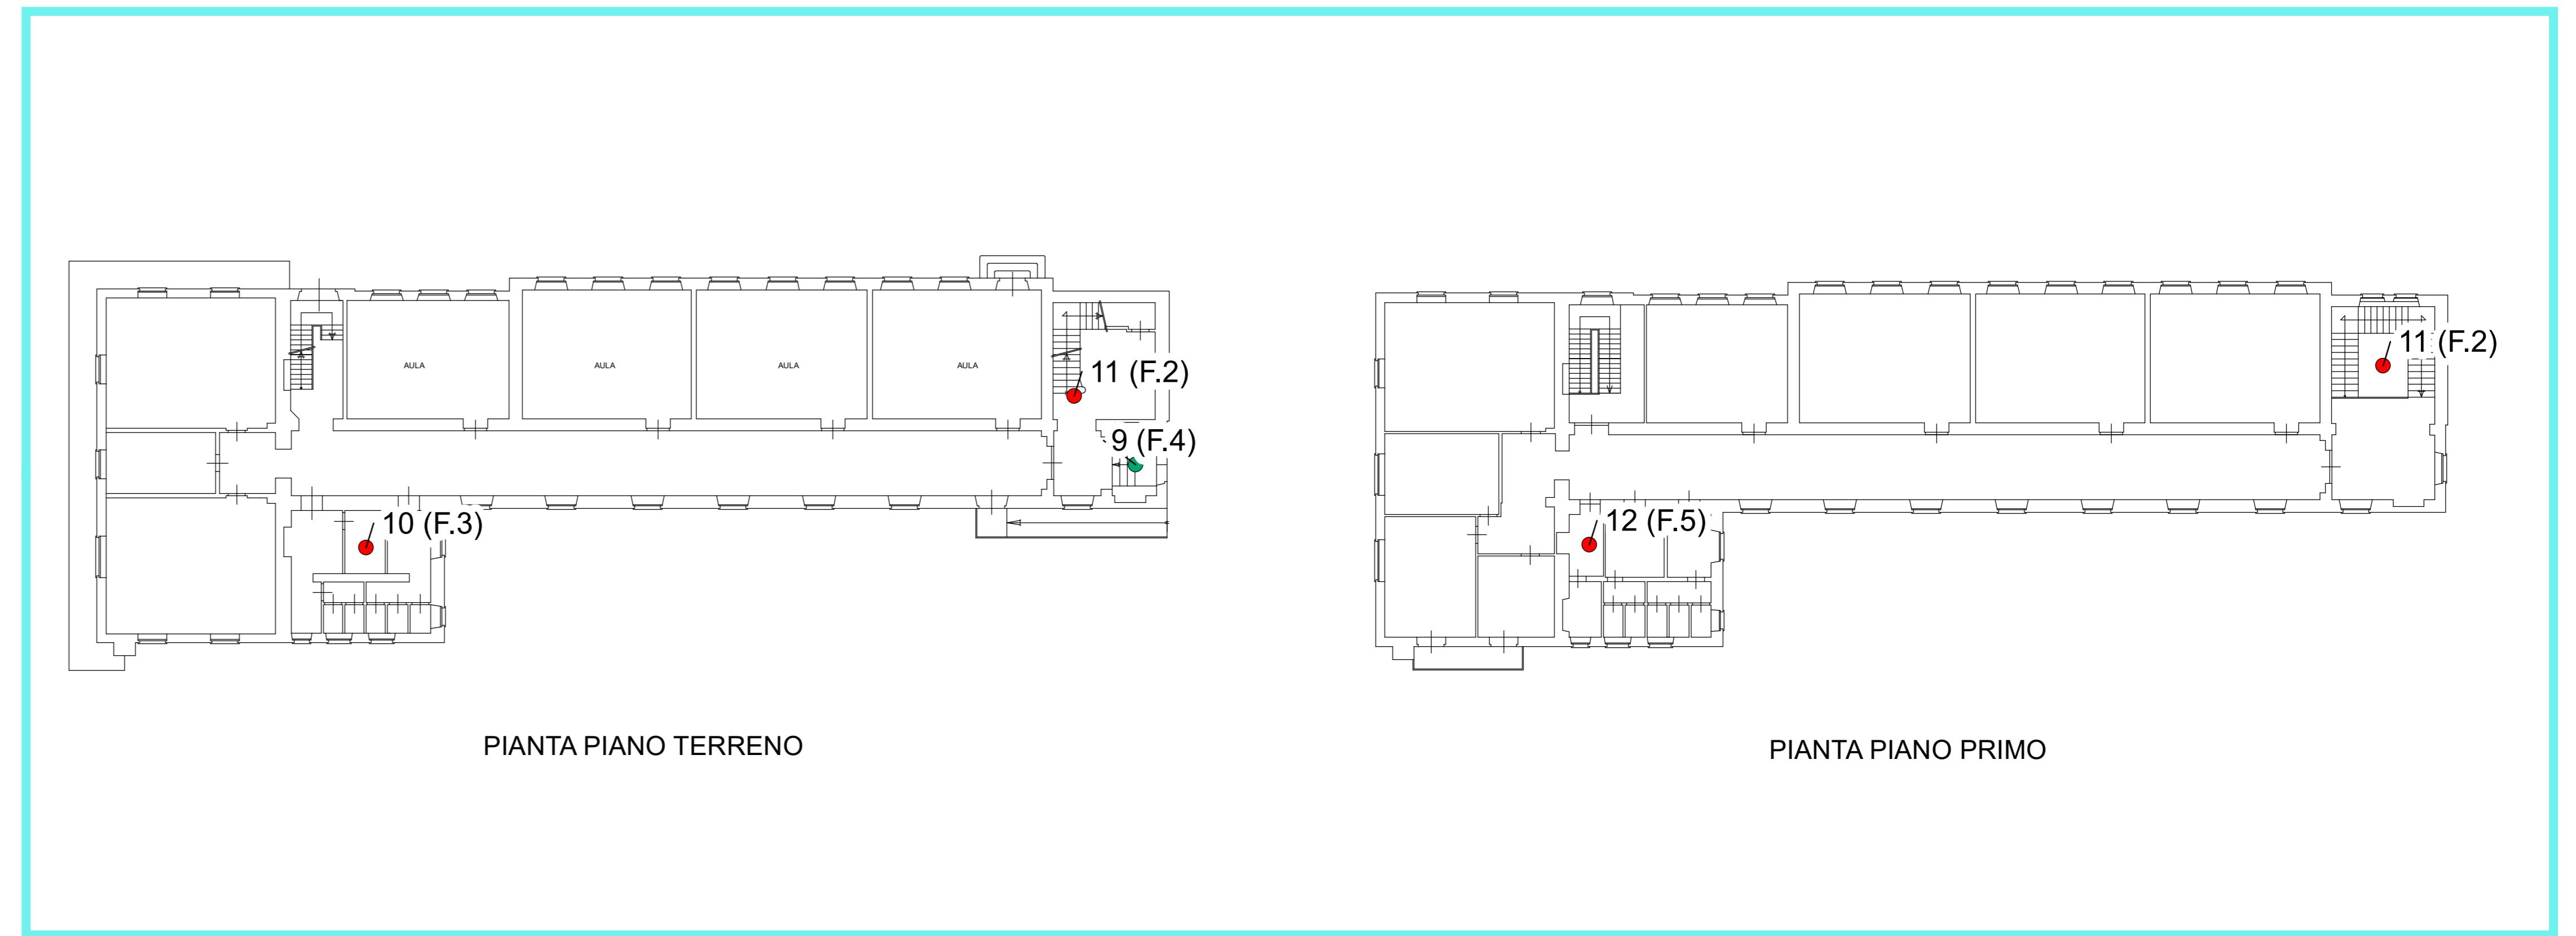 AULA
AULA
AULA
AULA
11 (F.2)
9 (F.4)
10 (F.3)
PIANTA PIANO TERRENO
11 (F.2)
12 (F.5)
PIANTA PIANO PRIMO